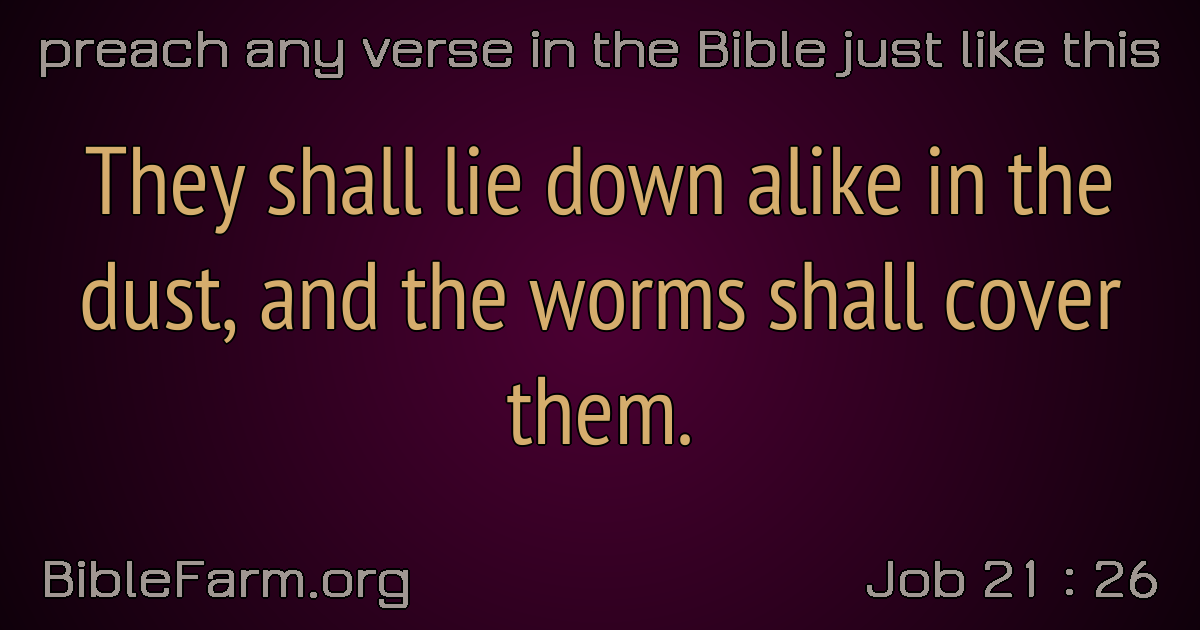 preach any verse in the Bible just like this
They shall lie down alike in the
dust, and the worms shall cover
them.
BibleFarm.org
Job 21 : 26